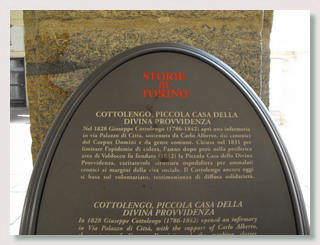 STORIE
DI
TORINO
COTTOLENGO, PICCOLA CASA DELLA
DIVINA PROVVIDENZA
Nel 1828 Giuseppe Cottolengo (1786-1842) aprì una infermeria
in via Palazzo di Città, sostenuta da Carlo Alberto, dai canonici
del Corpus Domini e da gente comune. Chiusa nel 1831 per
limitare l'epidemia di colera, l'anno dopo però nella periferica
area di Valdocco fu fondata (1832) la Piccola Casa della Divina
Provvidenza, caritatevole struttura ospedaliera per ammalati
cronici ai margini della vita sociale. Il Cottolengo ancora oggi
si basa sul volontariato, testimonianza di diffusa solidarietà.
COTTOLENGO, PICCOLA CASA DELLA
DIVINA PROVVIDENZA
In 1828 Giuseppe Cottolengo (1786-1842) opened an infirmary
in Via Palazzo di Città, with the support of Carlo Alberto,